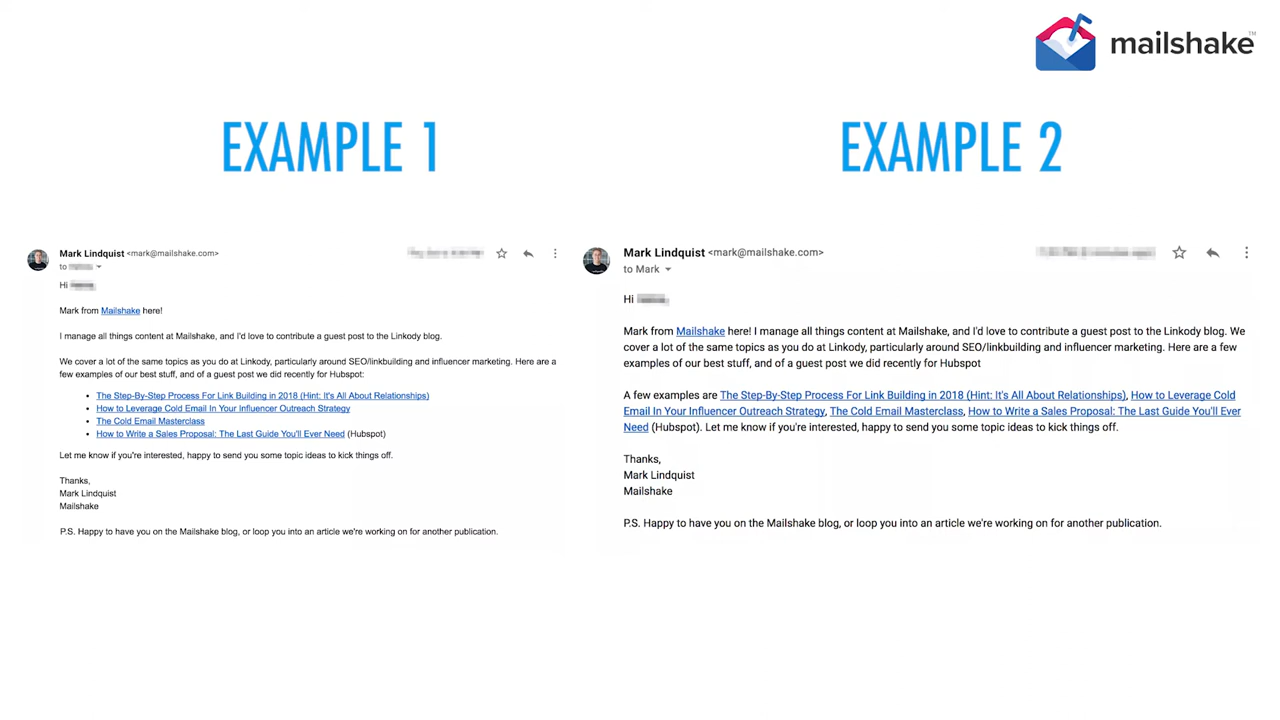 mailshake™
EXAMPLE 1
Mark Lindquist <mark@mailshake.com>
to
Hi
Mark from Mailshake here!
I manage all things content at Mailshake, and I'd love to contribute a guest post to the Linkody blog.
We cover a lot of the same topics as you do at Linkody, particularly around SEO/linkbuilding and influencer marketing. Here are a
few examples of our best stuff, and of a guest post we did recently for Hubspot:
• The Step-By-Step Process For Link Building in 2018 (Hint: It's All About Relationships)
• How to Leverage Cold Email In Your Influencer Outreach Strategy
• The Cold Email Masterclass
• How to Write a Sales Proposal: The Last Guide You'll Ever Need (Hubspot)
Let me know if you're interested, happy to send you some topic ideas to kick things off.
Thanks,
Mark Lindquist
Mailshake
P.S. Happy to have you on the Mailshake blog, or loop you into an article we're working on for another publication.
EXAMPLE 2
Mark Lindquist <mark@mailshake.com>
to Mark
Hi
Mark from Mailshake here! I manage all things content at Mailshake, and I'd love to contribute a guest post to the Linkody blog. We
cover a lot of the same topics as you do at Linkody, particularly around SEO/linkbuilding and influencer marketing. Here are a few
examples of our best stuff, and of a guest post we did recently for Hubspot
A few examples are The Step-By-Step Process For Link Building in 2018 (Hint: It's All About Relationships), How to Leverage Cold
Email In Your Influencer Outreach Strategy, The Cold Email Masterclass, How to Write a Sales Proposal: The Last Guide You'll Ever
Need (Hubspot). Let me know if you're interested, happy to send you some topic ideas to kick things off.
Thanks,
Mark Lindquist
Mailshake
P.S. Happy to have you on the Mailshake blog, or loop you into an article we're working on for another publication.